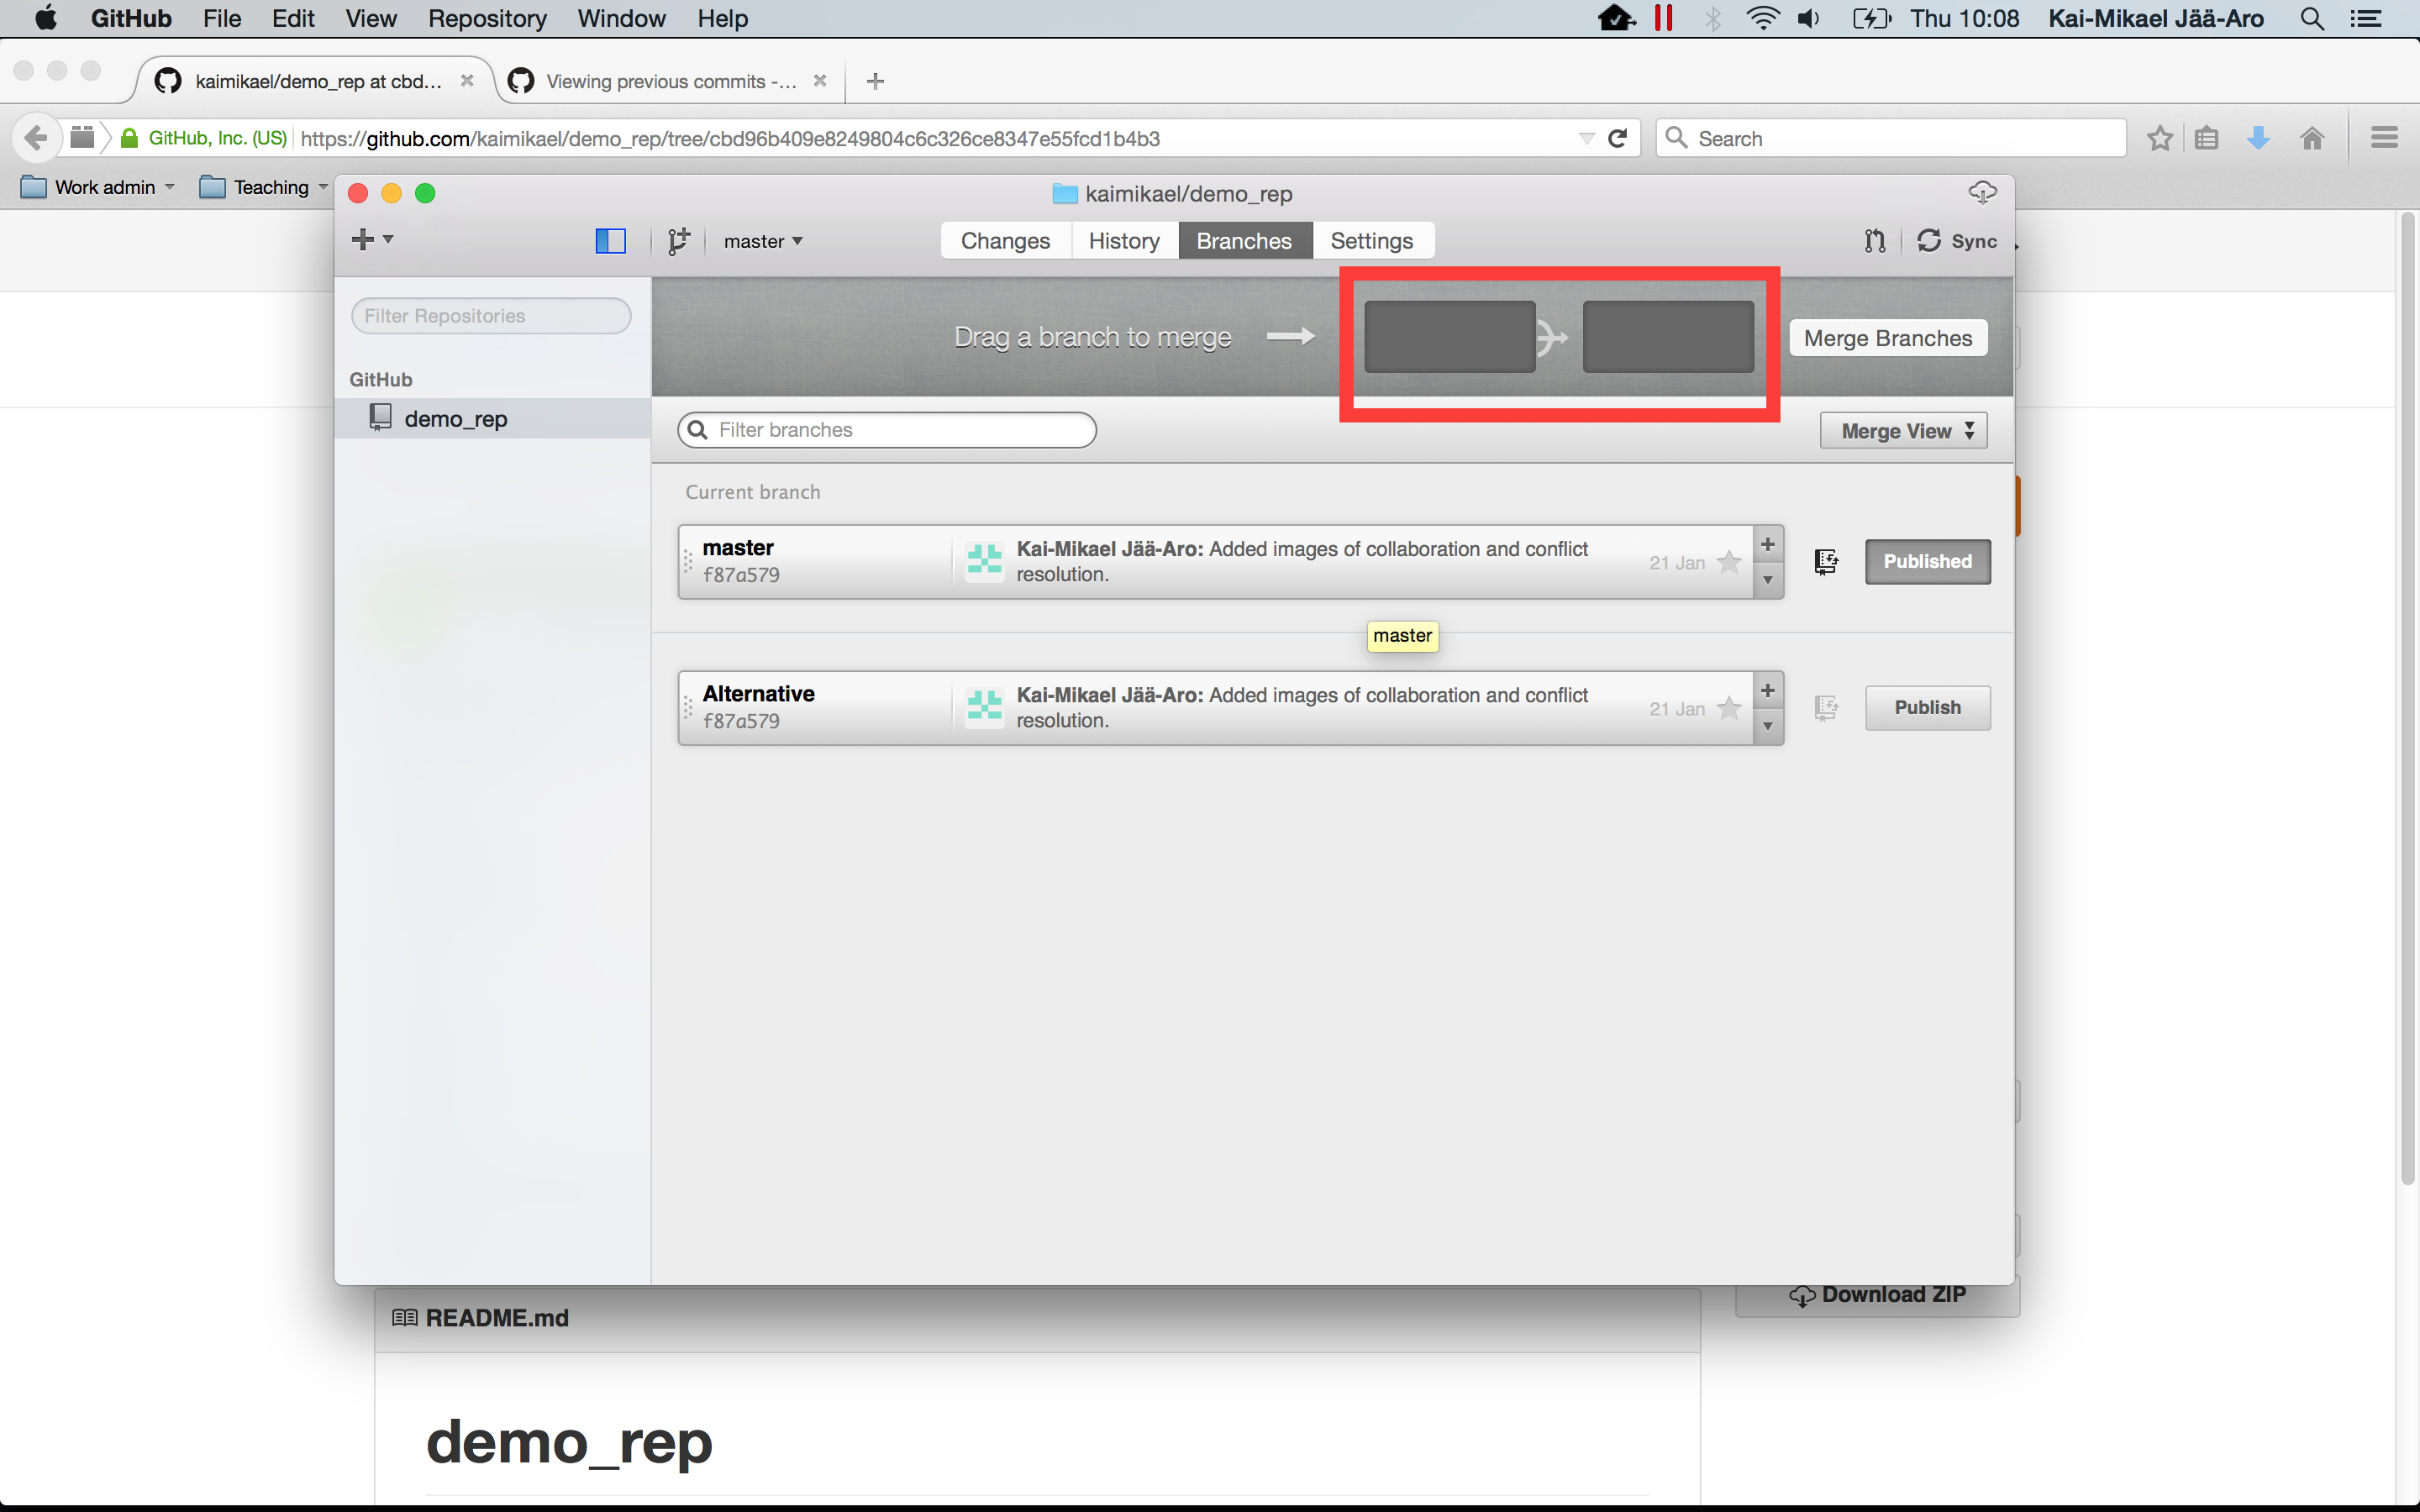 GitHub File Edit View Repository Window Help Thu 10:08 Kai-Mikael Jää-Aro
kaimikael/demo_rep at cbd... Viewing previous commits -...
GitHub, Inc. (US) https://github.com/kaimikael/demo_rep/tree/cbd96b409e8249804c6c326ce8347e55fcd1b4b3 Search
Work admin Teaching
kaimikael/demo_rep
master Changes History Branches Settings Sync
Filter Repositories
Drag a branch to merge Merge Branches
GitHub
demo_rep
Filter branches Merge View
Current branch
master
f87a579
Kai-Mikael Jää-Aro: Added images of collaboration and conflict
resolution.
21 Jan
Published
master
Alternative
f87a579
Kai-Mikael Jää-Aro: Added images of collaboration and conflict
resolution.
21 Jan
Publish
Download ZIP
README.md
demo_rep